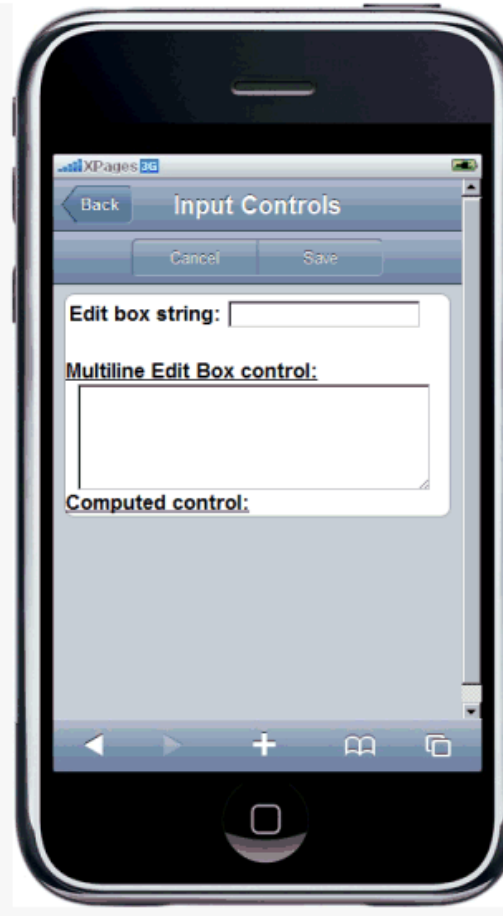 XPages 3G
Back
Input Controls
Cancel Save
Edit box string:
Multiline Edit Box control:
Computed control: